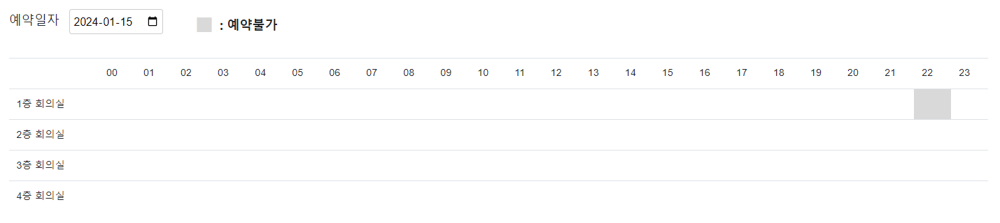 예약일자 2024-01-15 : 예약불가
00 01 02 03 04 05 06 07 08 09 10 11 12 13 14 15 16 17 18 19 20 21 22 23
1층 회의실
2층 회의실
3층 회의실
4층 회의실